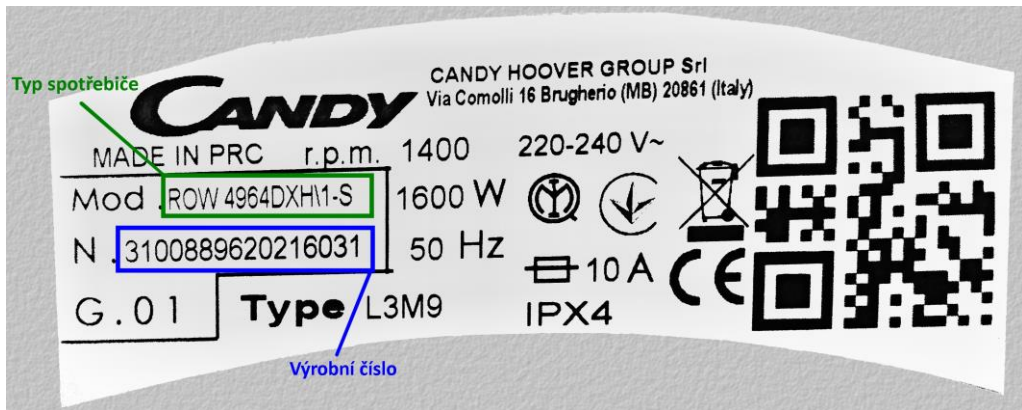 Typ spotřebiče
CANDY
CANDY HOOVER GROUP Srl
Via Comolli 16 Brugherio (MB) 20861 (Italy)
MADE IN PRC r.p.m. 1400 220-240 V~
Mod. ROW 4964DXH\1-S 1600 W
N. 3100889620216031 50 Hz
10 A
CE
G.01 Type L3M9 IPX4
Výrobní číslo